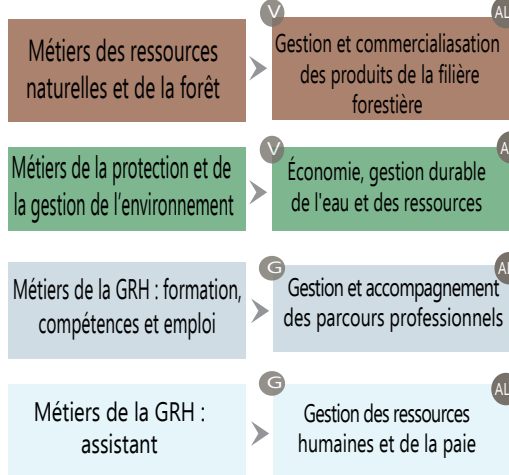 V
AL
Métiers des ressources
naturelles et de la forêt
Gestion et commercialiasation
des produits de la filière
forestière
V
Métiers de la protection et de
la gestion de l'environnement
Économie, gestion durable
de l'eau et des ressources
G
Métiers de la GRH : formation,
compétences et emploi
Gestion et accompagnement
des parcours professionnels
G
AL
Métiers de la GRH :
assistant
Gestion des ressources
humaines et de la paie